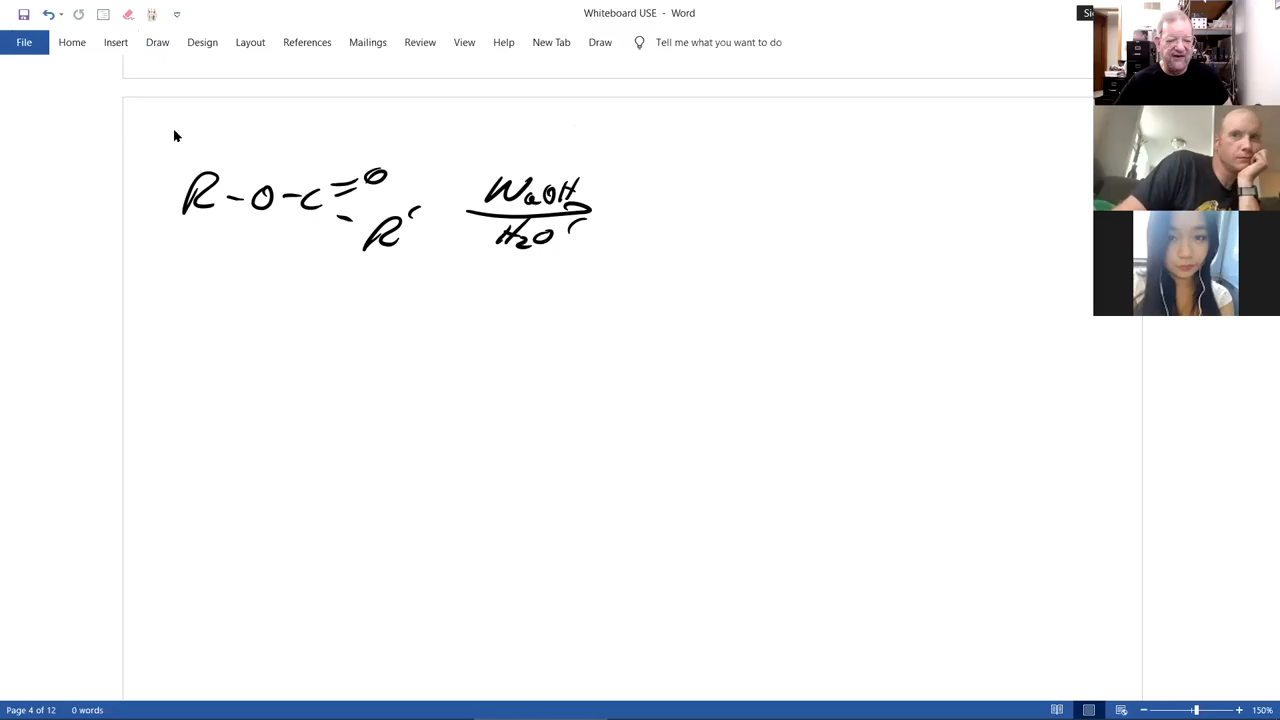 Whiteboard USE - Word
File Home Insert Draw Design Layout References Mailings Review View Help New Tab Draw Tell me what you want to do
R-O-C=O
-R'
NaOH
H2O
Page 4 of 12 0 words 150%